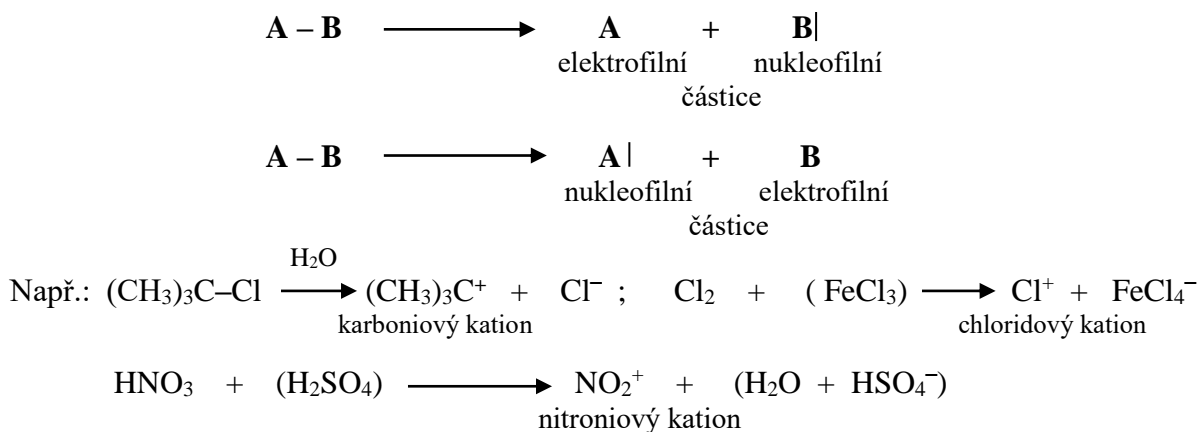 A – B ⟶ A + B|
elektrofilní nukleofilní
částice
A – B ⟶ A | + B
nukleofilní elektrofilní
částice
H₂O
Např.: (CH₃)₃C–Cl ⟶ (CH₃)₃C⁺ + Cl⁻ ; Cl₂ + ( FeCl₃) ⟶ Cl⁺ + FeCl₄⁻
karboniový kation chloridový kation
HNO₃ + (H₂SO₄) ⟶ NO₂⁺ + (H₂O + HSO₄⁻)
nitroniový kation